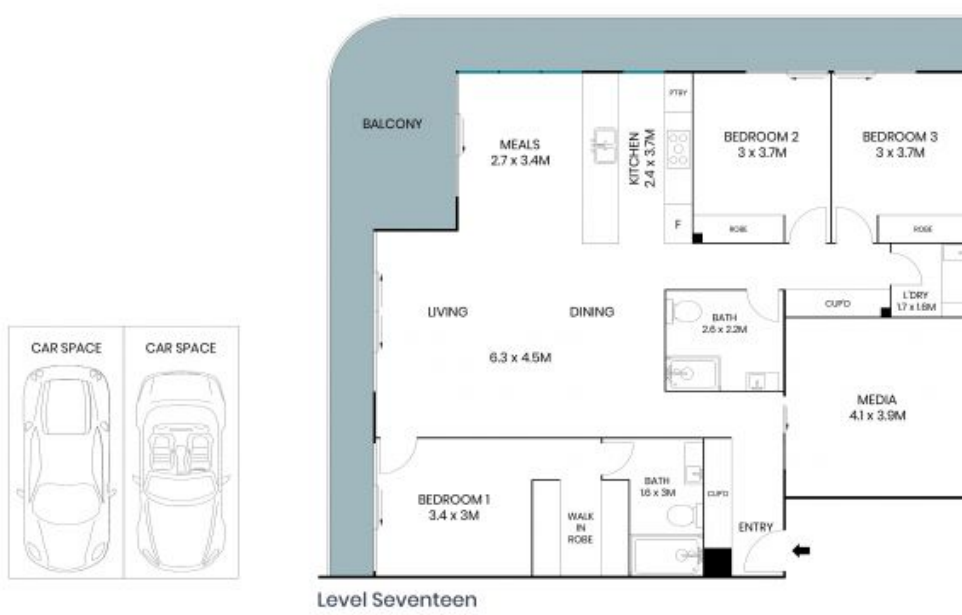 BALCONY
MEALS
2.7 x 3.4M
KITCHEN
2.4 x 3.7M
PTRY
F
BEDROOM 2
3 x 3.7M
ROBE
BEDROOM 3
3 x 3.7M
ROBE
LIVING
DINING
6.3 x 4.5M
BATH
2.6 x 2.2M
CUP'D
L'DRY
1.7 x 1.8M
MEDIA
4.1 x 3.9M
CAR SPACE
CAR SPACE
BEDROOM 1
3.4 x 3M
WALK
IN
ROBE
BATH
1.6 x 3M
CUP'D
ENTRY
Level Seventeen